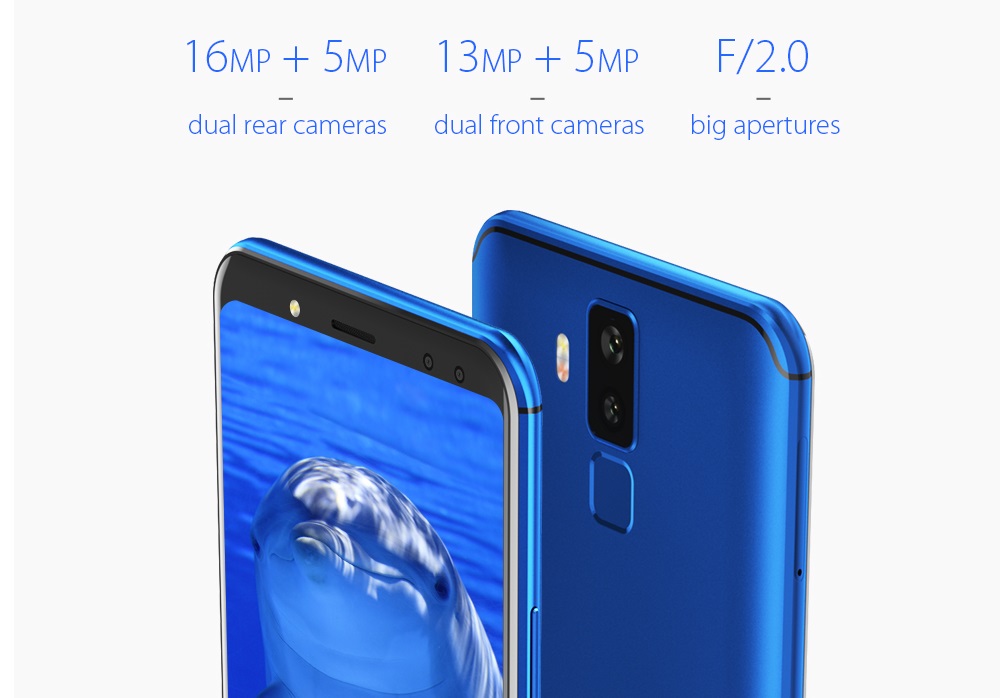 16MP + 5MP
dual rear cameras
13MP + 5MP
dual front cameras
F/2.0
big apertures